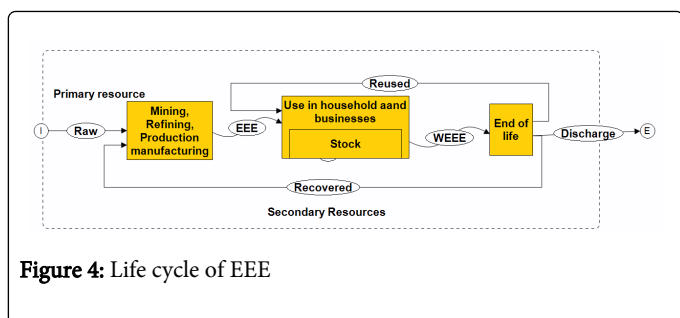 Reused
Primary resource
Mining,
Refining,
Production
manufacturing
Use in household aand
businesses
Stock
End of
life
I
Raw
EEE
WEEE
Discharge
E
Recovered
Secondary Resources
Figure 4: Life cycle of EEE